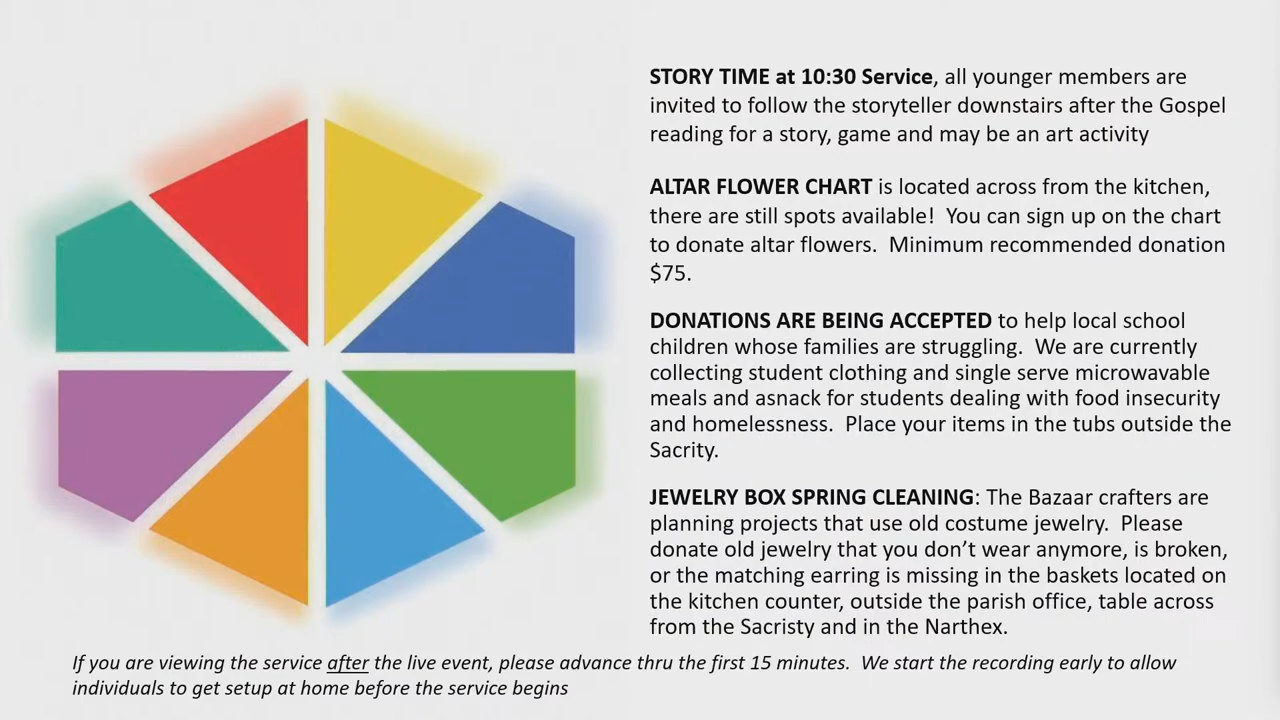 STORY TIME at 10:30 Service, all younger members are
invited to follow the storyteller downstairs after the Gospel
reading for a story, game and may be an art activity
ALTAR FLOWER CHART is located across from the kitchen,
there are still spots available!  You can sign up on the chart
to donate altar flowers.  Minimum recommended donation
$75.
DONATIONS ARE BEING ACCEPTED to help local school
children whose families are struggling.  We are currently
collecting student clothing and single serve microwavable
meals and asnack for students dealing with food insecurity
and homelessness.  Place your items in the tubs outside the
Sacrity.
JEWELRY BOX SPRING CLEANING: The Bazaar crafters are
planning projects that use old costume jewelry.  Please
donate old jewelry that you don’t wear anymore, is broken,
or the matching earring is missing in the baskets located on
the kitchen counter, outside the parish office, table across
from the Sacristy and in the Narthex.
If you are viewing the service after the live event, please advance thru the first 15 minutes.  We start the recording early to allow
individuals to get setup at home before the service begins